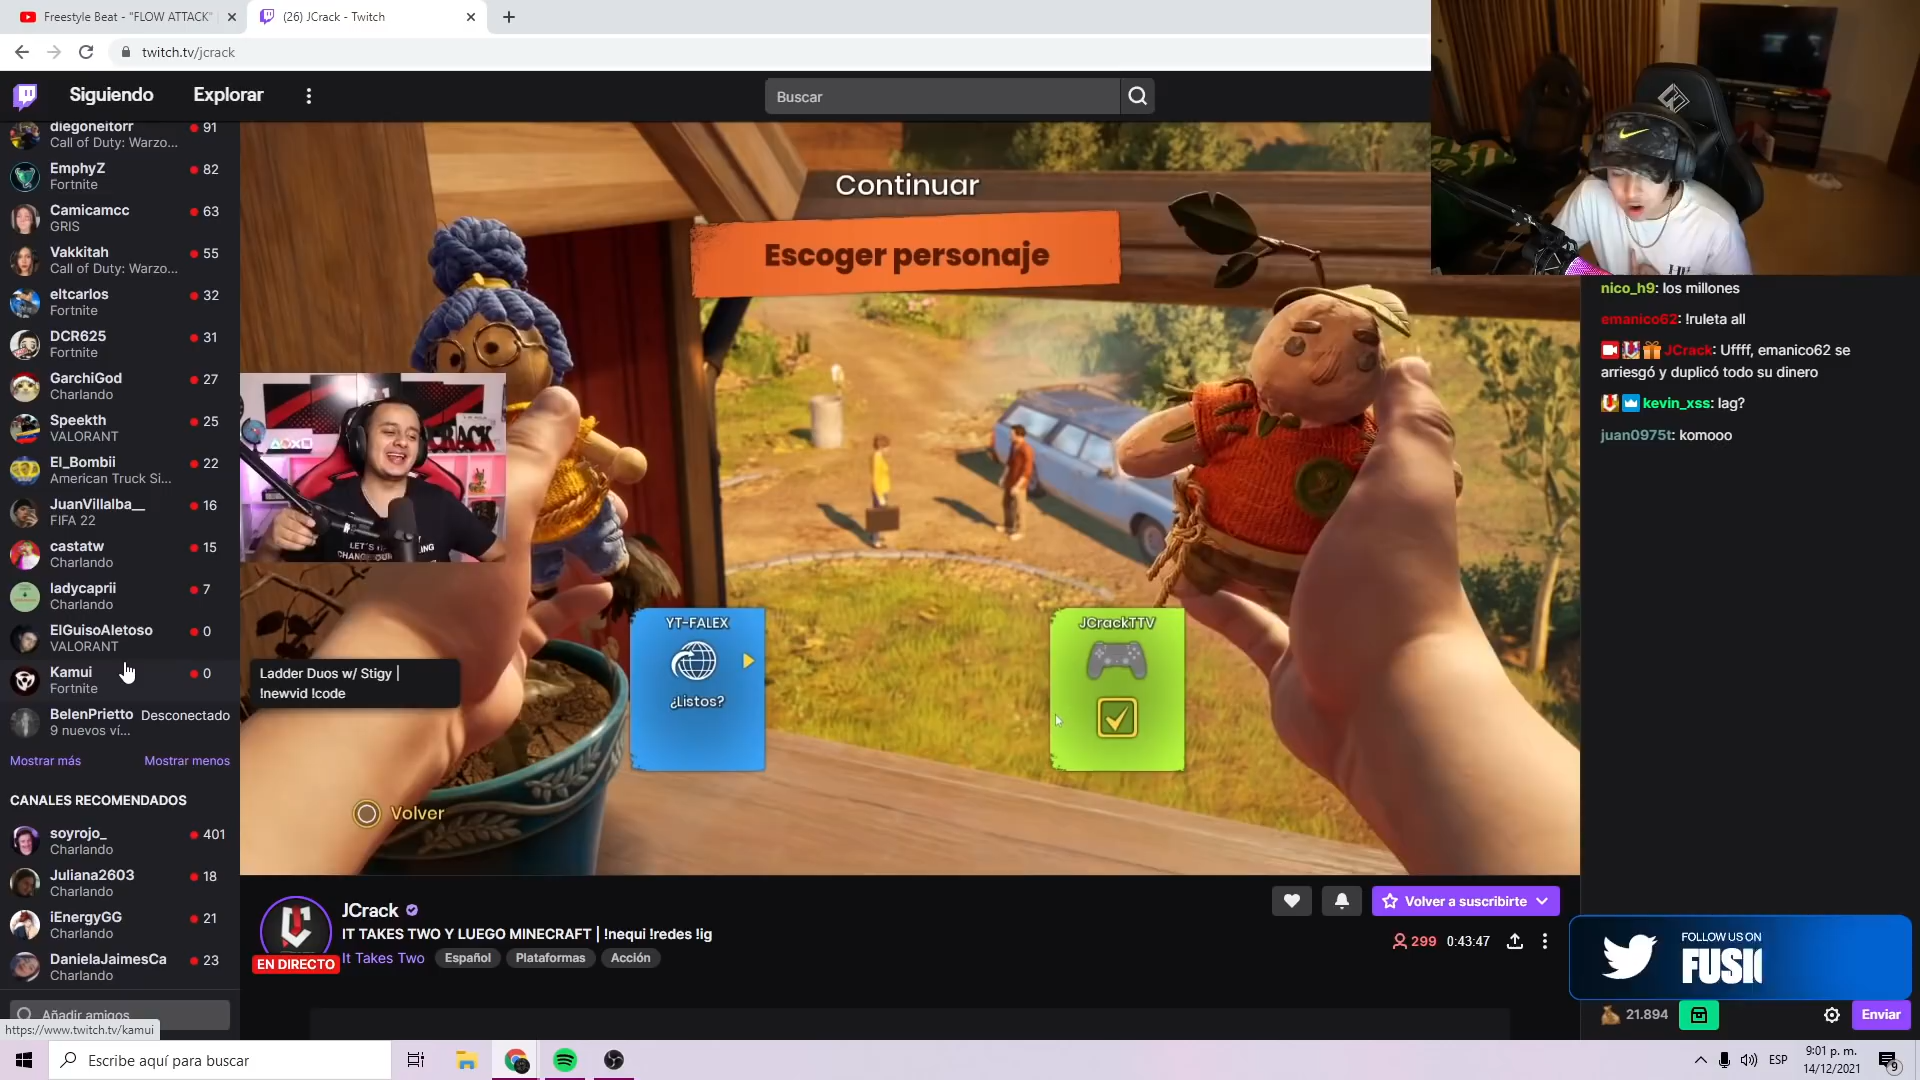 Freestyle Beat - "FLOW ATTACK"
(26) JCrack - Twitch
twitch.tv/jcrack
Siguiendo
Explorar
Buscar
diegoneitorr
91
Call of Duty: Warzo...
EmphyZ
82
Fortnite
Camicamcc
63
GRIS
Vakkitah
55
Call of Duty: Warzo...
eltcarlos
32
Fortnite
DCR625
31
Fortnite
GarchiGod
27
Charlando
Speekth
25
VALORANT
El_Bombii
22
American Truck Si...
JuanVillalba__
16
FIFA 22
castatw
15
Charlando
ladycaprii
7
Charlando
ElGuisoAletoso
0
VALORANT
Kamui
0
Fortnite
BelenPrietto
Desconectado
9 nuevos ví...
Mostrar más
Mostrar menos
CANALES RECOMENDADOS
soyrojo_
401
Charlando
Juliana2603
18
Charlando
iEnergyGG
21
Charlando
DanielaJaimesCa
23
Charlando
Añadir amigos
https://www.twitch.tv/kamui
Continuar
Escoger personaje
Ladder Duos w/ Stigy |
!newvid !code
YT-FALEX
¿Listos?
JCrackTTV
Volver
JCrack
IT TAKES TWO Y LUEGO MINECRAFT | !nequi !redes !ig
EN DIRECTO
It Takes Two
Español
Plataformas
Acción
Volver a suscribirte
299
0:43:47
nico_h9: los millones
emanico62: !ruleta all
JCrack: Uffff, emanico62 se
arriesgó y duplicó todo su dinero
kevin_xss: lag?
juan0975t: komooo
FOLLOW US ON
FUSI
21.894
Enviar
Escribe aquí para buscar
ESP
9:01 p. m.
14/12/2021
9